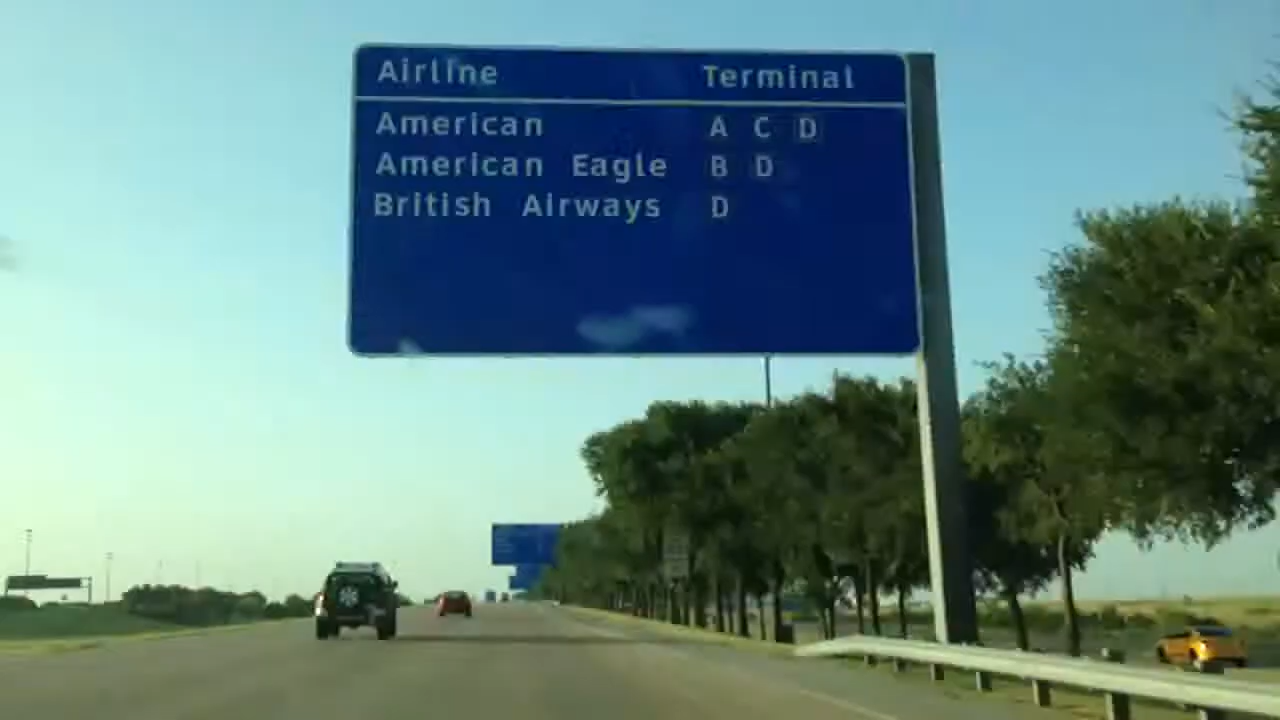 Airline Terminal
American A C D
American Eagle B D
British Airways D